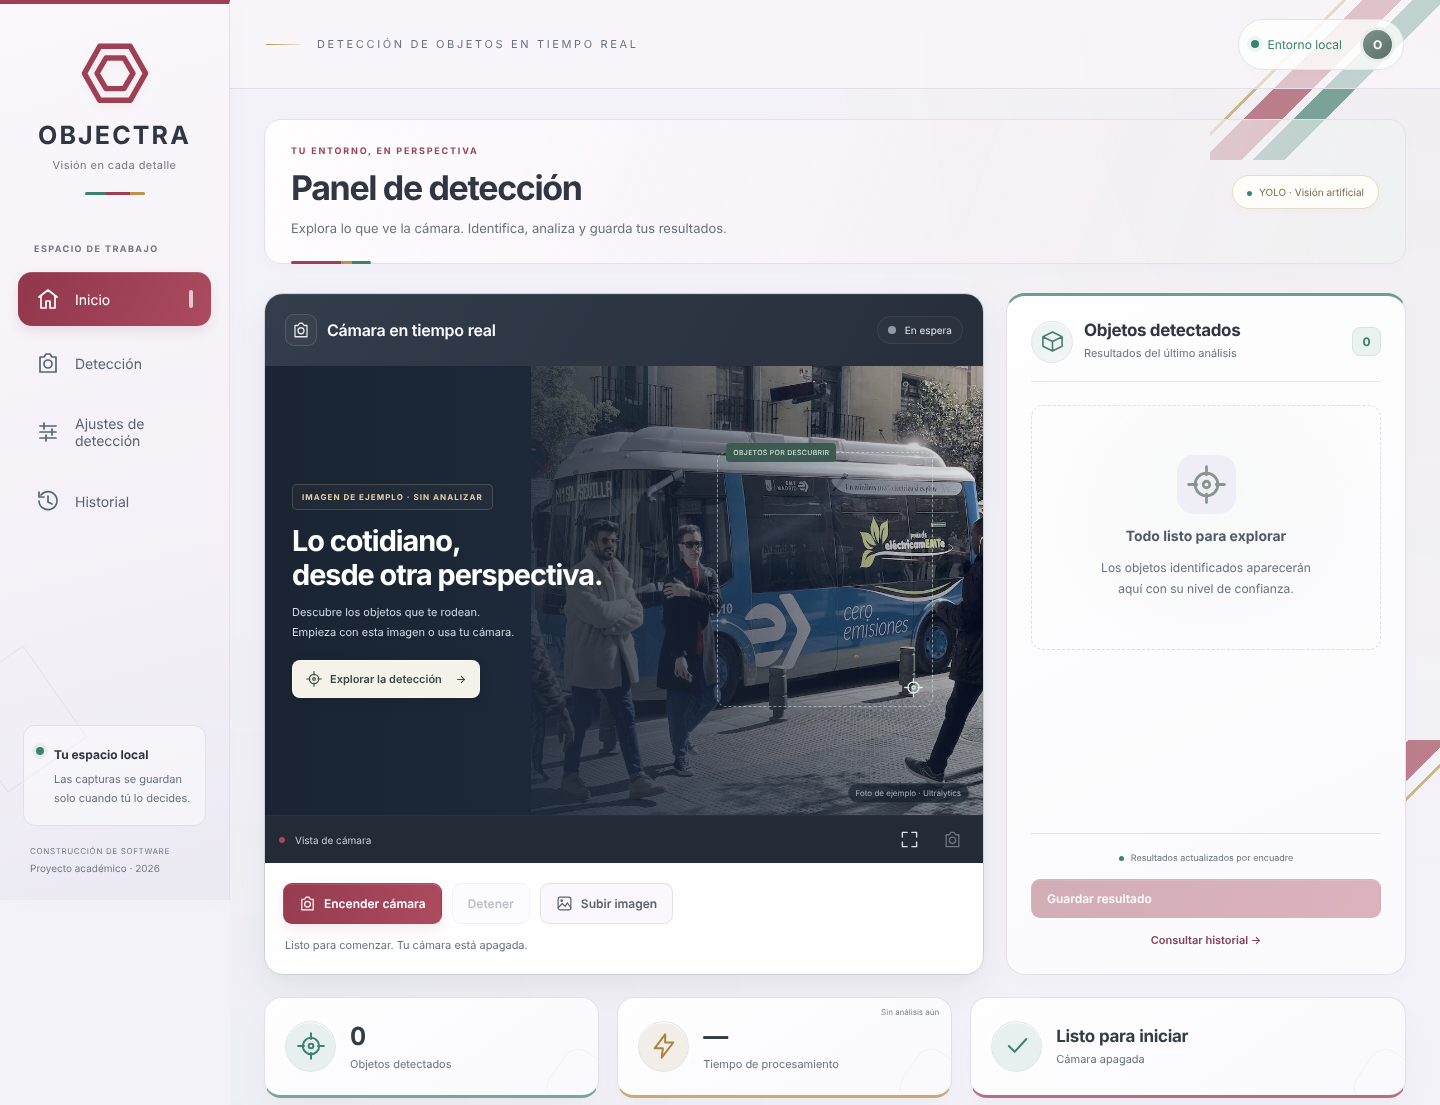 OBJECTRA
Visión en cada detalle
ESPACIO DE TRABAJO
Inicio
Detección
Ajustes de
detección
Historial
Tu espacio local
Las capturas se guardan
solo cuando tú lo decides.
CONSTRUCCIÓN DE SOFTWARE
Proyecto académico · 2026
DETECCIÓN DE OBJETOS EN TIEMPO REAL
Entorno local
O
TU ENTORNO, EN PERSPECTIVA
Panel de detección
Explora lo que ve la cámara. Identifica, analiza y guarda tus resultados.
YOLO · Visión artificial
Cámara en tiempo real
En espera
OBJETOS POR DESCUBRIR
IMAGEN DE EJEMPLO · SIN ANALIZAR
Lo cotidiano,
desde otra perspectiva.
Descubre los objetos que te rodean.
Empieza con esta imagen o usa tu cámara.
Explorar la detección →
EMT
MADRID
10
cero
emisiones
Foto de ejemplo · Ultralytics
Vista de cámara
Encender cámara
Detener
Subir imagen
Listo para comenzar. Tu cámara está apagada.
Objetos detectados
Resultados del último análisis
0
Todo listo para explorar
Los objetos identificados aparecerán
aquí con su nivel de confianza.
Resultados actualizados por encuadre
Guardar resultado
Consultar historial →
0
Objetos detectados
Sin análisis aún
—
Tiempo de procesamiento
Listo para iniciar
Cámara apagada